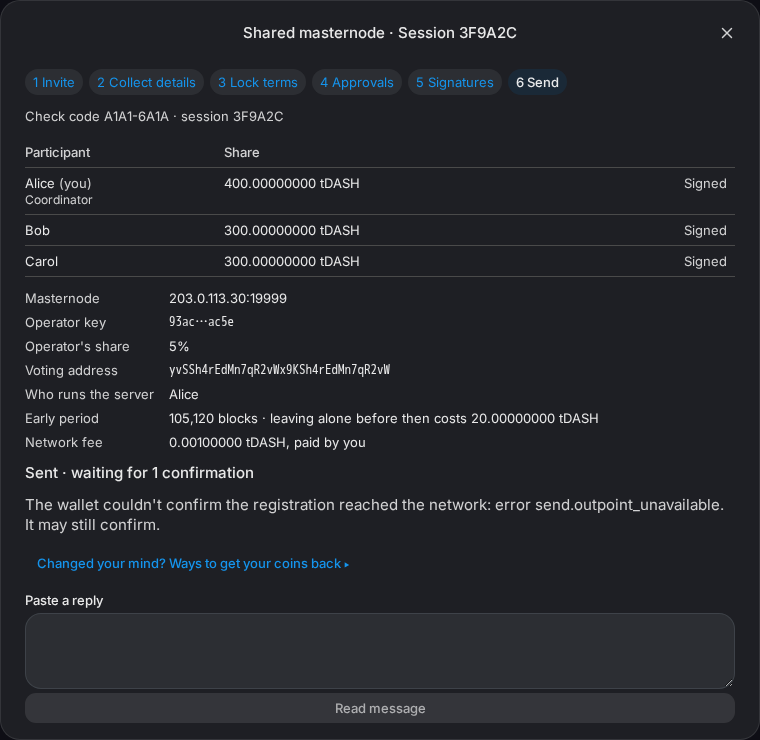 Shared masternode · Session 3F9A2C
1 Invite 2 Collect details 3 Lock terms 4 Approvals 5 Signatures 6 Send
Check code A1A1-6A1A · session 3F9A2C
Participant Share
Alice (you) 400.00000000 tDASH Signed
Coordinator
Bob 300.00000000 tDASH Signed
Carol 300.00000000 tDASH Signed
Masternode 203.0.113.30:19999
Operator key 93ac⋯ac5e
Operator's share 5%
Voting address yvSSh4rEdMn7qR2vWx9KSh4rEdMn7qR2vW
Who runs the server Alice
Early period 105,120 blocks · leaving alone before then costs 20.00000000 tDASH
Network fee 0.00100000 tDASH, paid by you
Sent · waiting for 1 confirmation
The wallet couldn't confirm the registration reached the network: error send.outpoint_unavailable.
It may still confirm.
Changed your mind? Ways to get your coins back ▸
Paste a reply
Read message